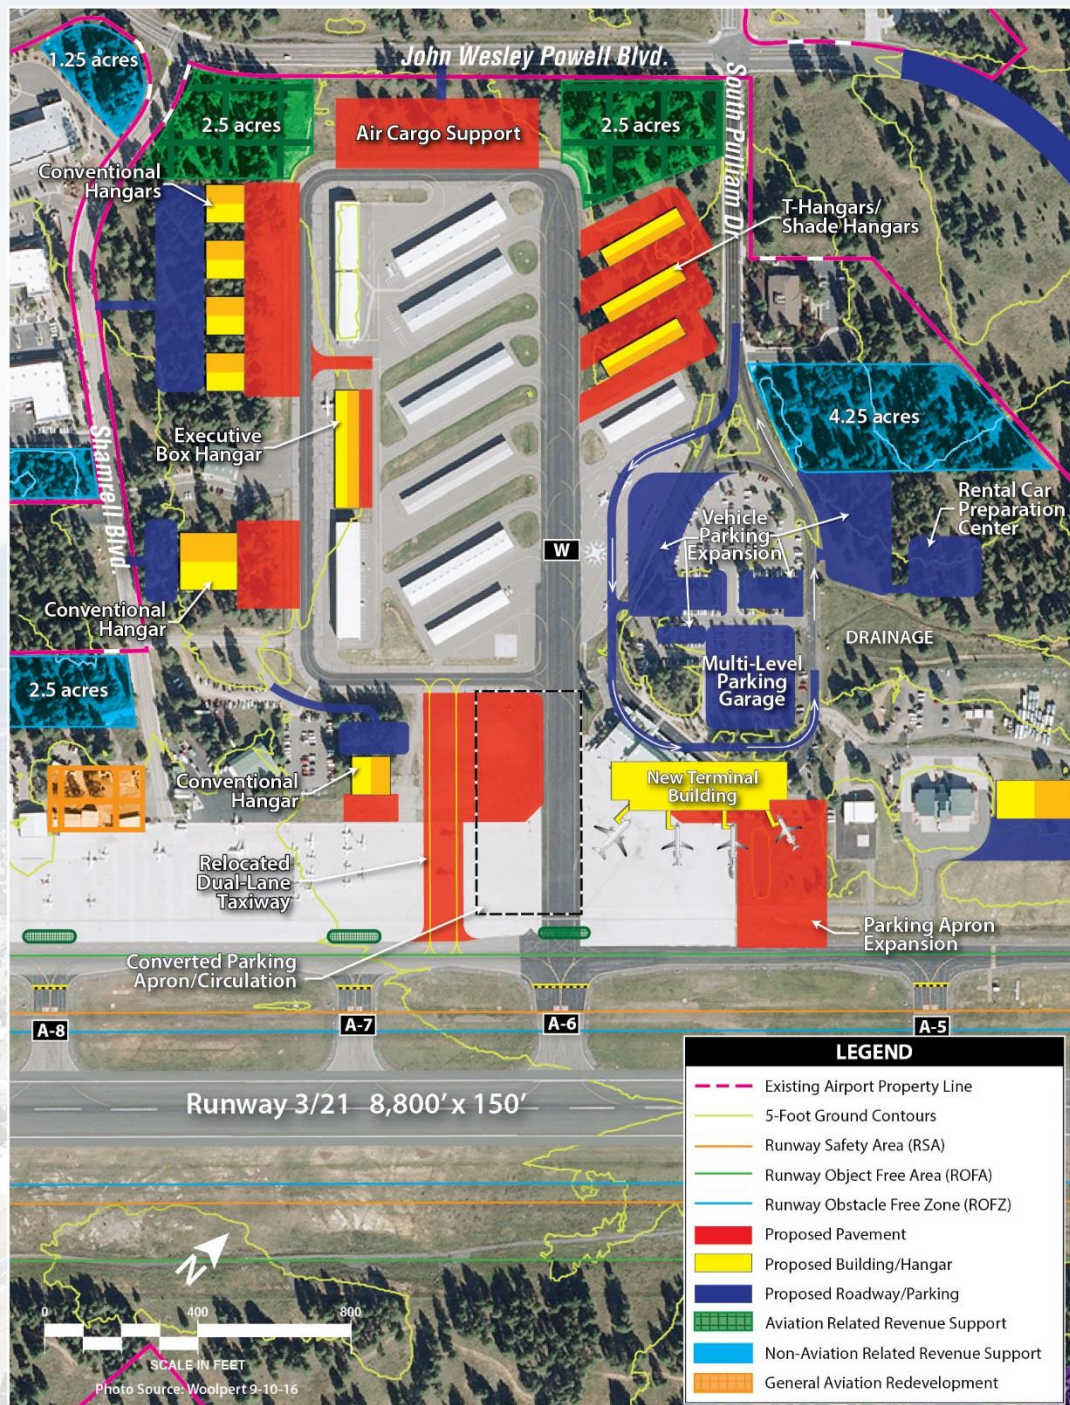 John Wesley Powell Blvd.
1.25 acres
2.5 acres
Air Cargo Support
2.5 acres
South Pulliam Dr.
Conventional
Hangars
T-Hangars/
Shade Hangars
Shamrell Blvd.
Executive
Box Hangar
4.25 acres
Rental Car
Preparation
Center
Vehicle
Parking
Expansion
W
Conventional
Hangar
DRAINAGE
Multi-Level
Parking
Garage
2.5 acres
Conventional
Hangar
New Terminal
Building
Relocated
Dual-Lane
Taxiway
Parking Apron
Expansion
Converted Parking
Apron/Circulation
A-8
A-7
A-6
A-5
Runway 3/21 8,800' x 150'
N
0 400 800
SCALE IN FEET
Photo Source: Woolpert 9-10-16
LEGEND
Existing Airport Property Line
5-Foot Ground Contours
Runway Safety Area (RSA)
Runway Object Free Area (ROFA)
Runway Obstacle Free Zone (ROFZ)
Proposed Pavement
Proposed Building/Hangar
Proposed Roadway/Parking
Aviation Related Revenue Support
Non-Aviation Related Revenue Support
General Aviation Redevelopment